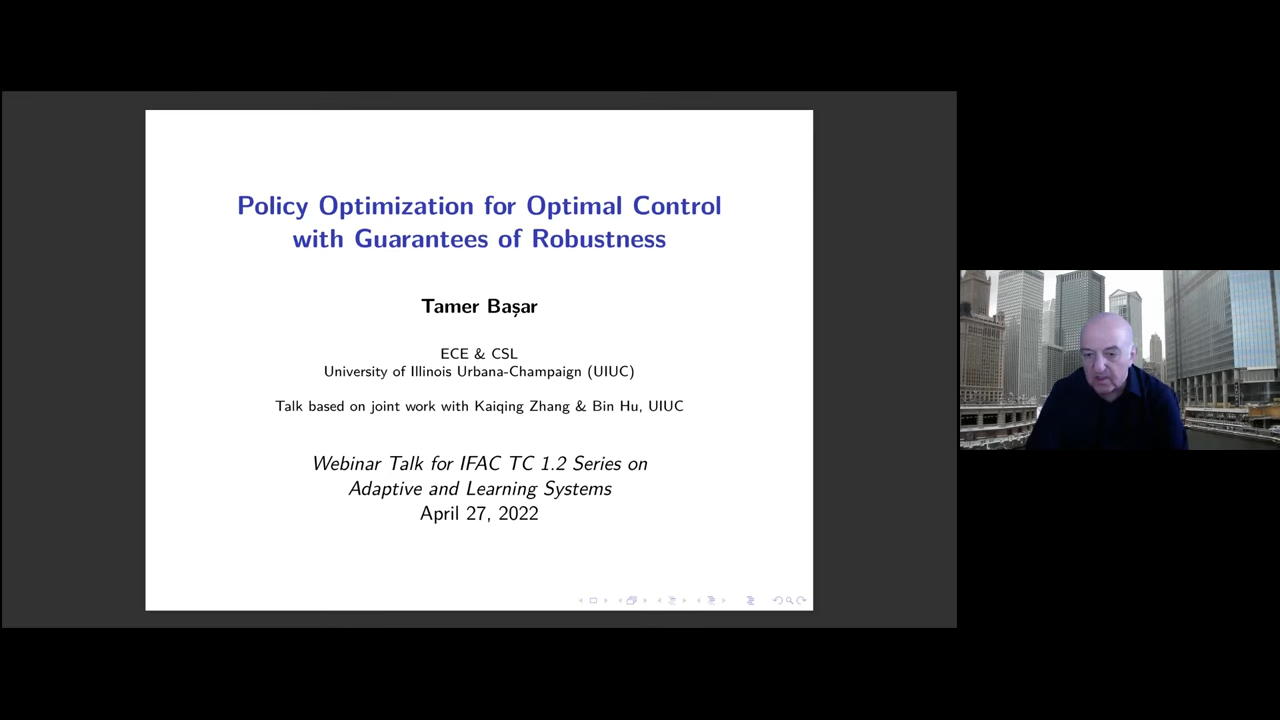 Policy Optimization for Optimal Control
with Guarantees of Robustness
Tamer Başar
ECE & CSL
University of Illinois Urbana-Champaign (UIUC)
Talk based on joint work with Kaiqing Zhang & Bin Hu, UIUC
Webinar Talk for IFAC TC 1.2 Series on
Adaptive and Learning Systems
April 27, 2022